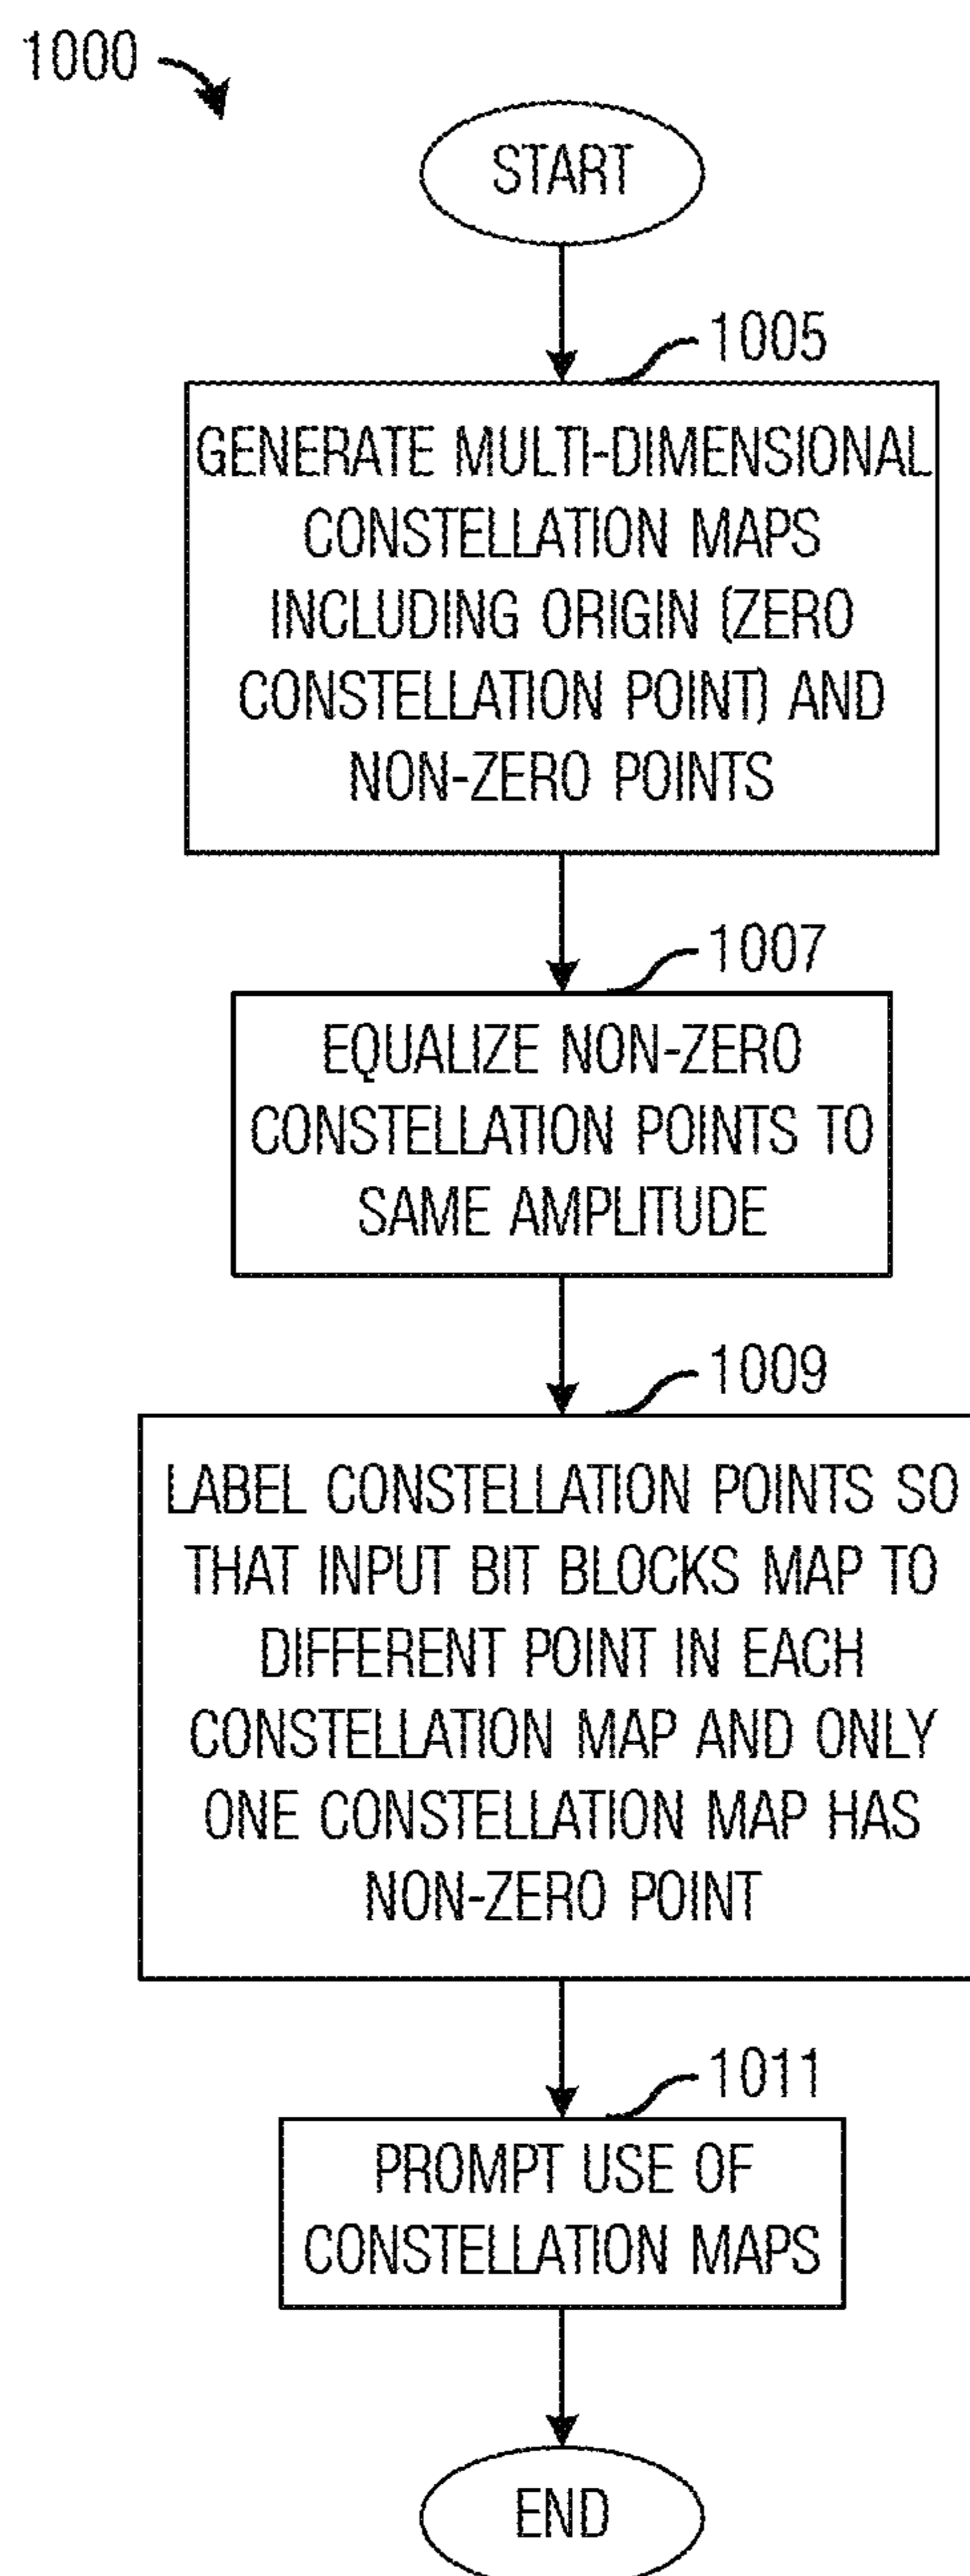 1000
START
1005
GENERATE MULTI-DIMENSIONAL
CONSTELLATION MAPS
INCLUDING ORIGIN (ZERO
CONSTELLATION POINT) AND
NON-ZERO POINTS
1007
EQUALIZE NON-ZERO
CONSTELLATION POINTS TO
SAME AMPLITUDE
1009
LABEL CONSTELLATION POINTS SO
THAT INPUT BIT BLOCKS MAP TO
DIFFERENT POINT IN EACH
CONSTELLATION MAP AND ONLY
ONE CONSTELLATION MAP HAS
NON-ZERO POINT
1011
PROMPT USE OF
CONSTELLATION MAPS
END